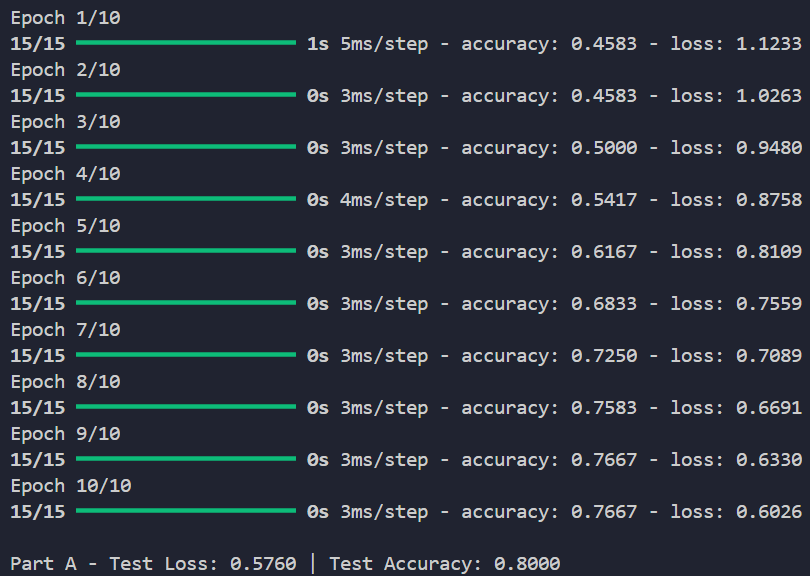 Epoch 1/10
15/15 ━━━━━━━━━━━━━━━━━━━━ 1s 5ms/step - accuracy: 0.4583 - loss: 1.1233
Epoch 2/10
15/15 ━━━━━━━━━━━━━━━━━━━━ 0s 3ms/step - accuracy: 0.4583 - loss: 1.0263
Epoch 3/10
15/15 ━━━━━━━━━━━━━━━━━━━━ 0s 3ms/step - accuracy: 0.5000 - loss: 0.9480
Epoch 4/10
15/15 ━━━━━━━━━━━━━━━━━━━━ 0s 4ms/step - accuracy: 0.5417 - loss: 0.8758
Epoch 5/10
15/15 ━━━━━━━━━━━━━━━━━━━━ 0s 3ms/step - accuracy: 0.6167 - loss: 0.8109
Epoch 6/10
15/15 ━━━━━━━━━━━━━━━━━━━━ 0s 3ms/step - accuracy: 0.6833 - loss: 0.7559
Epoch 7/10
15/15 ━━━━━━━━━━━━━━━━━━━━ 0s 3ms/step - accuracy: 0.7250 - loss: 0.7089
Epoch 8/10
15/15 ━━━━━━━━━━━━━━━━━━━━ 0s 3ms/step - accuracy: 0.7583 - loss: 0.6691
Epoch 9/10
15/15 ━━━━━━━━━━━━━━━━━━━━ 0s 3ms/step - accuracy: 0.7667 - loss: 0.6330
Epoch 10/10
15/15 ━━━━━━━━━━━━━━━━━━━━ 0s 3ms/step - accuracy: 0.7667 - loss: 0.6026
Part A - Test Loss: 0.5760 | Test Accuracy: 0.8000